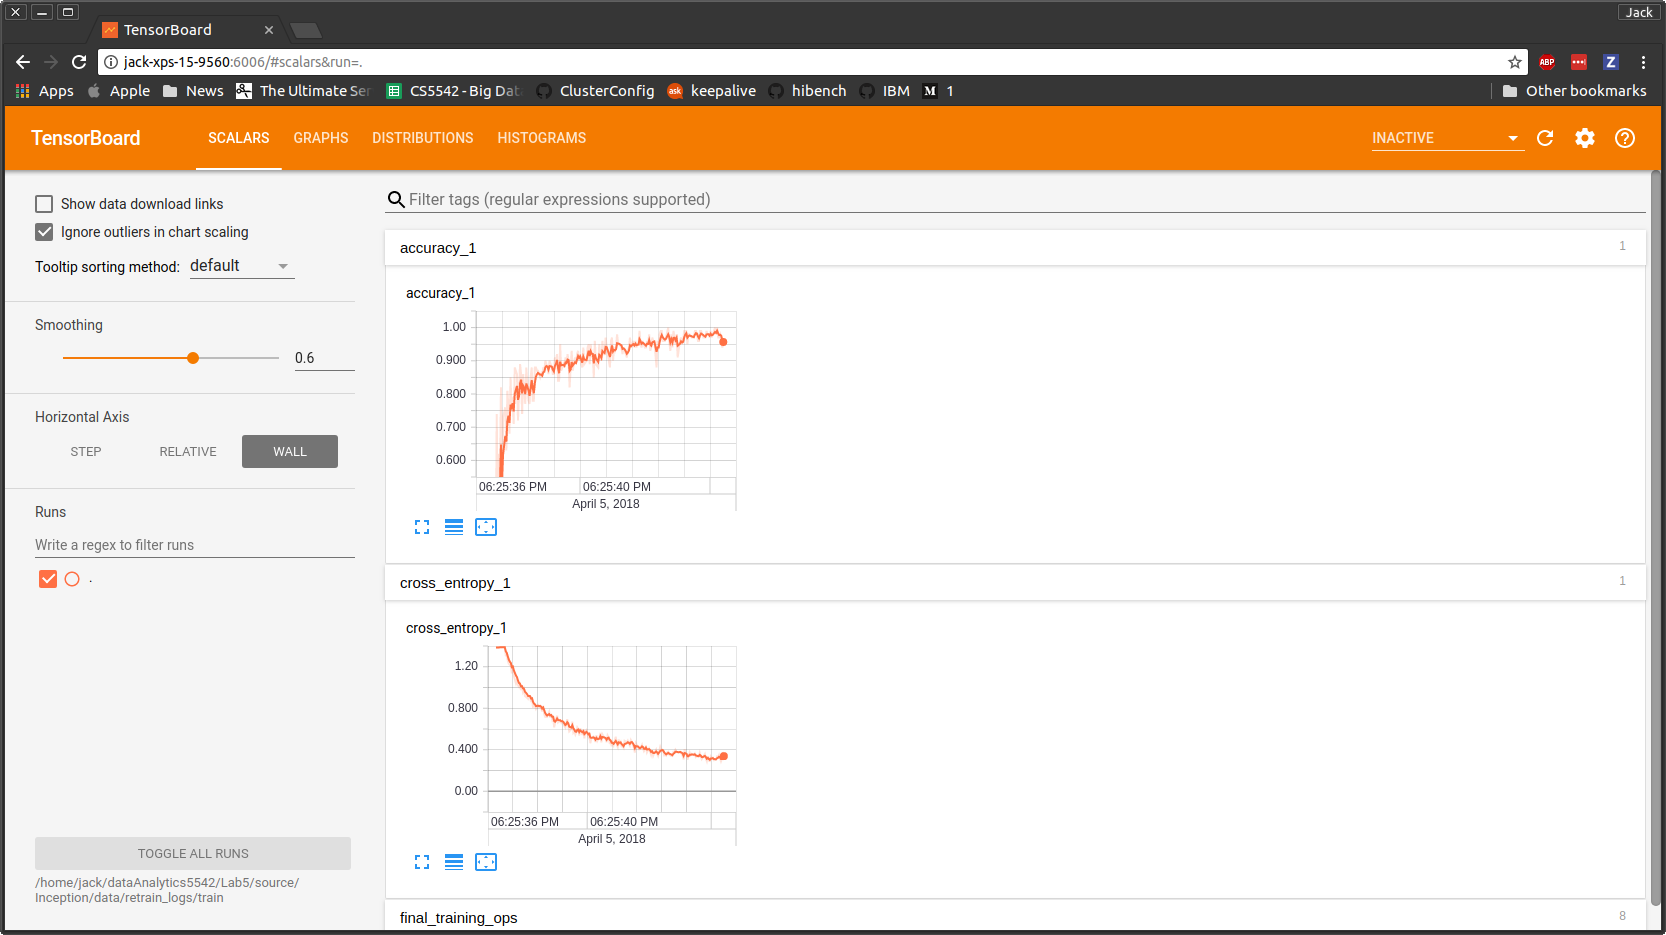 Jack
TensorBoard
jack-xps-15-9560:6006/#scalars&run=.
ABP
Z
Apps Apple News The Ultimate Ser CS5542 - Big Data ClusterConfig ask keepalive hibench IBM M 1 Other bookmarks
TensorBoard SCALARS GRAPHS DISTRIBUTIONS HISTOGRAMS INACTIVE
Show data download links
Ignore outliers in chart scaling
Tooltip sorting method: default
Smoothing
0.6
Horizontal Axis
STEP RELATIVE WALL
Runs
Write a regex to filter runs
.
TOGGLE ALL RUNS
/home/jack/dataAnalytics5542/Lab5/source/
Inception/data/retrain_logs/train
Filter tags (regular expressions supported)
accuracy_1 1
accuracy_1
1.00
0.900
0.800
0.700
0.600
06:25:36 PM 06:25:40 PM
April 5, 2018
cross_entropy_1 1
cross_entropy_1
1.20
0.800
0.400
0.00
06:25:36 PM 06:25:40 PM
April 5, 2018
final_training_ops 8